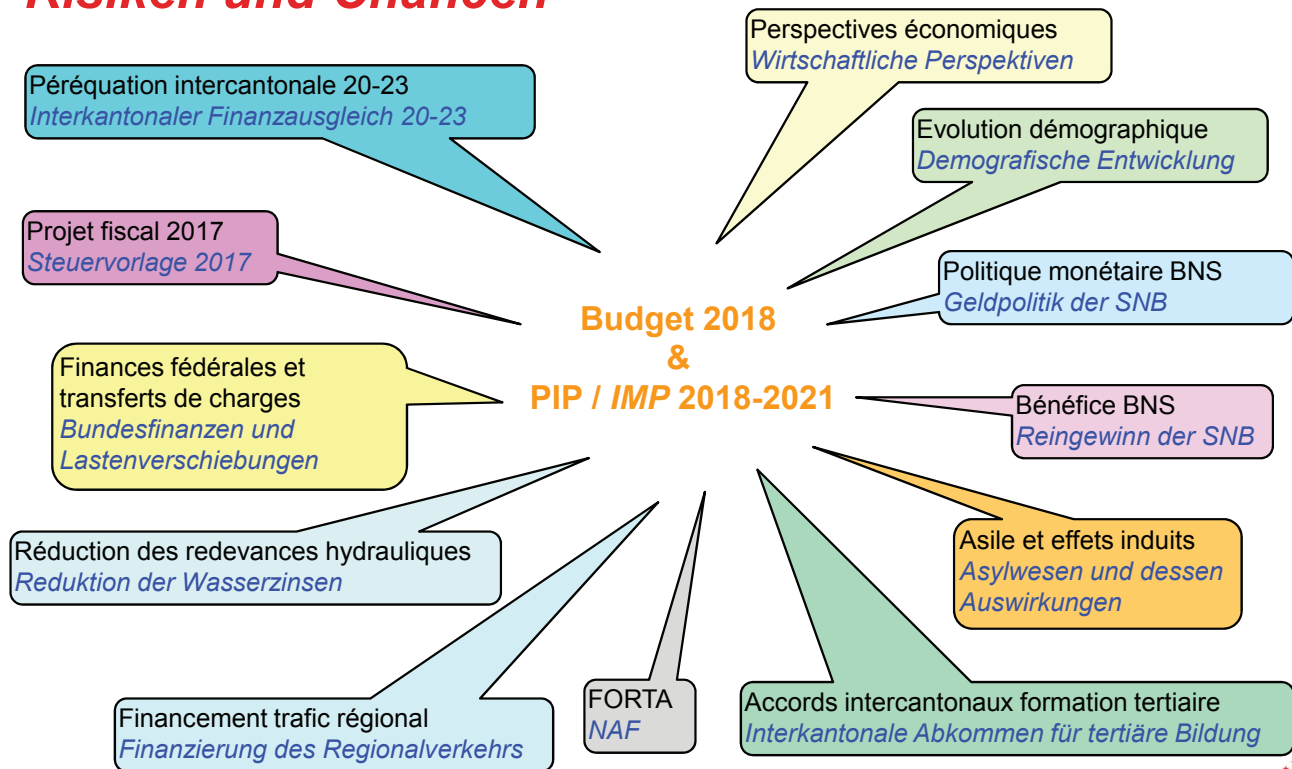 Risiken und Chancen
Perspectives économiques
Wirtschaftliche Perspektiven
Péréquation intercantonale 20-23
Interkantonaler Finanzausgleich 20-23
Evolution démographique
Demografische Entwicklung
Projet fiscal 2017
Steuervorlage 2017
Politique monétaire BNS
Geldpolitik der SNB
Budget 2018
&
PIP / IMP 2018-2021
Finances fédérales et
transferts de charges
Bundesfinanzen und
Lastenverschiebungen
Bénéfice BNS
Reingewinn der SNB
Réduction des redevances hydrauliques
Reduktion der Wasserzinsen
Asile et effets induits
Asylwesen und dessen
Auswirkungen
Financement trafic régional
Finanzierung des Regionalverkehrs
FORTA
NAF
Accords intercantonaux formation tertiaire
Interkantonale Abkommen für tertiäre Bildung